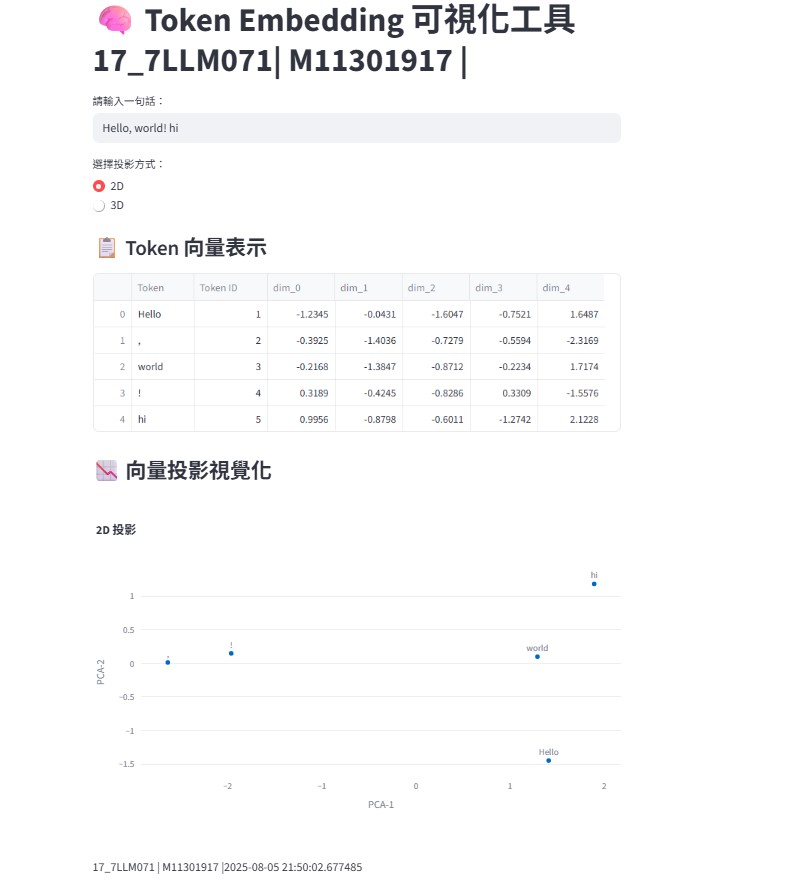 Token Embedding 可視化工具
17_7LLM071| M11301917 |
請輸入一句話：
Hello, world! hi
選擇投影方式：
2D
3D
Token 向量表示
Token Token ID dim_0 dim_1 dim_2 dim_3 dim_4
0 Hello 1 -1.2345 -0.0431 -1.6047 -0.7521 1.6487
1 , 2 -0.3925 -1.4036 -0.7279 -0.5594 -2.3169
2 world 3 -0.2168 -1.3847 -0.8712 -0.2234 1.7174
3 ! 4 0.3189 -0.4245 -0.8286 0.3309 -1.5576
4 hi 5 0.9956 -0.8798 -0.6011 -1.2742 2.1228
向量投影視覺化
2D 投影
hi
1
0.5
!
world
,
0
PCA-2
−0.5
−1
Hello
−1.5
−2 −1 0 1 2
PCA-1
17_7LLM071 | M11301917 |2025-08-05 21:50:02.677485